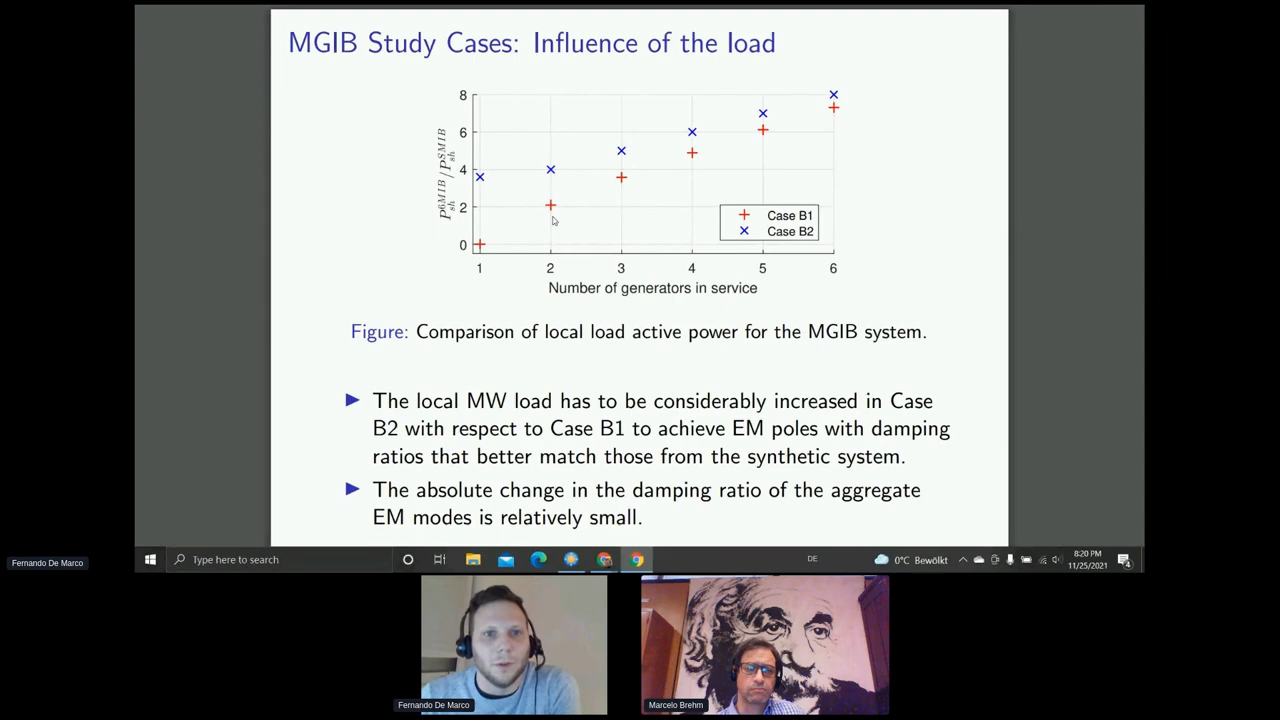 MGIB Study Cases: Influence of the load
8
6
4
2
0
P_sh^6MIB / P_sh^SMIB
Case B1
Case B2
1 2 3 4 5 6
Number of generators in service
Figure: Comparison of local load active power for the MGIB system.
The local MW load has to be considerably increased in Case
B2 with respect to Case B1 to achieve EM poles with damping
ratios that better match those from the synthetic system.
The absolute change in the damping ratio of the aggregate
EM modes is relatively small.
Type here to search
DE
0°C Bewölkt
8:20 PM
11/25/2021
4
Fernando De Marco
Fernando De Marco
Marcelo Brehm